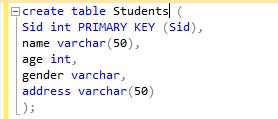 create table Students (
Sid int PRIMARY KEY (Sid),
name varchar(50),
age int,
gender varchar,
address varchar(50)
);